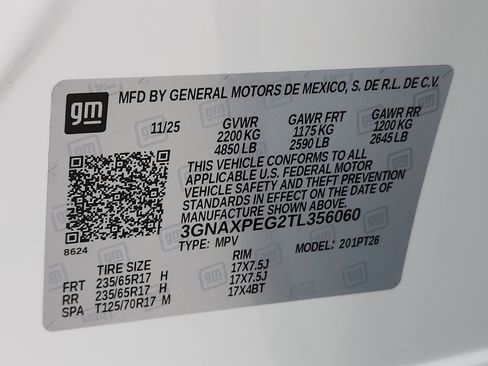 gm
MFD BY GENERAL MOTORS DE MEXICO, S. DE R.L. DE C.V.
11/25 GVWR GAWR FRT GAWR RR
2200 KG 1175 KG 1200 KG
4850 LB 2590 LB 2645 LB
THIS VEHICLE CONFORMS TO ALL
APPLICABLE U.S. FEDERAL MOTOR
VEHICLE SAFETY AND THEFT PREVENTION
STANDARDS IN EFFECT ON THE DATE OF
MANUFACTURE SHOWN ABOVE.
3GNAXPEG2TL356060
TYPE: MPV MODEL: 201PT26
8624
TIRE SIZE RIM
FRT 235/65R17 H 17X7.5J
RR 235/65R17 H 17X7.5J
SPA T125/70R17 M 17X4BT